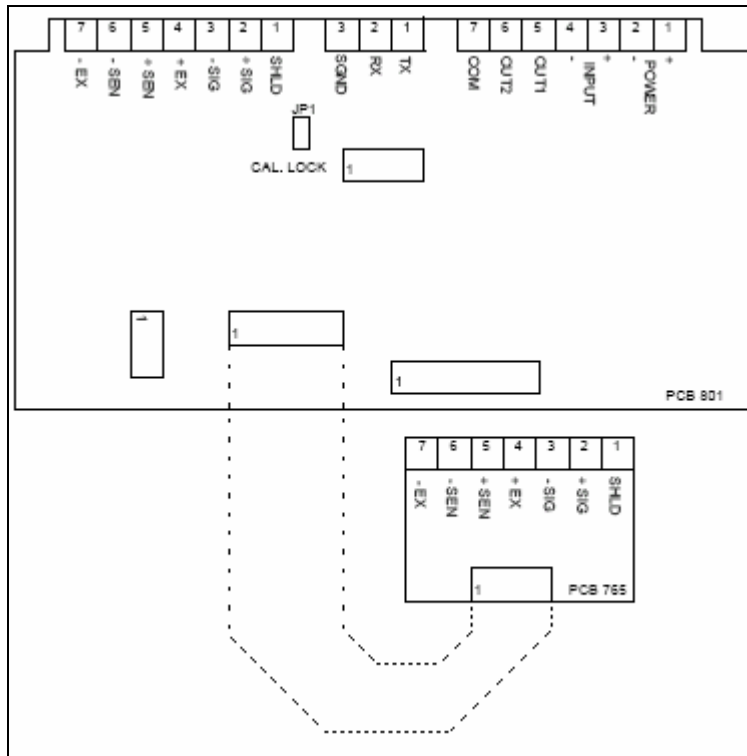 7 6 5 4 3 2 1 3 2 1 7 6 5 4 3 2 1
- EX
- SEN
+ SEN
+ EX
- SIG
+ SIG
SHLD
SGND
RX
TX
COM
OUT2
OUT1
- INPUT +
- POWER +
JP1
CAL. LOCK
1
1
1
1
PCB 801
7 6 5 4 3 2 1
- EX
- SEN
+ SEN
+ EX
- SIG
+ SIG
SHLD
1
PCB 765